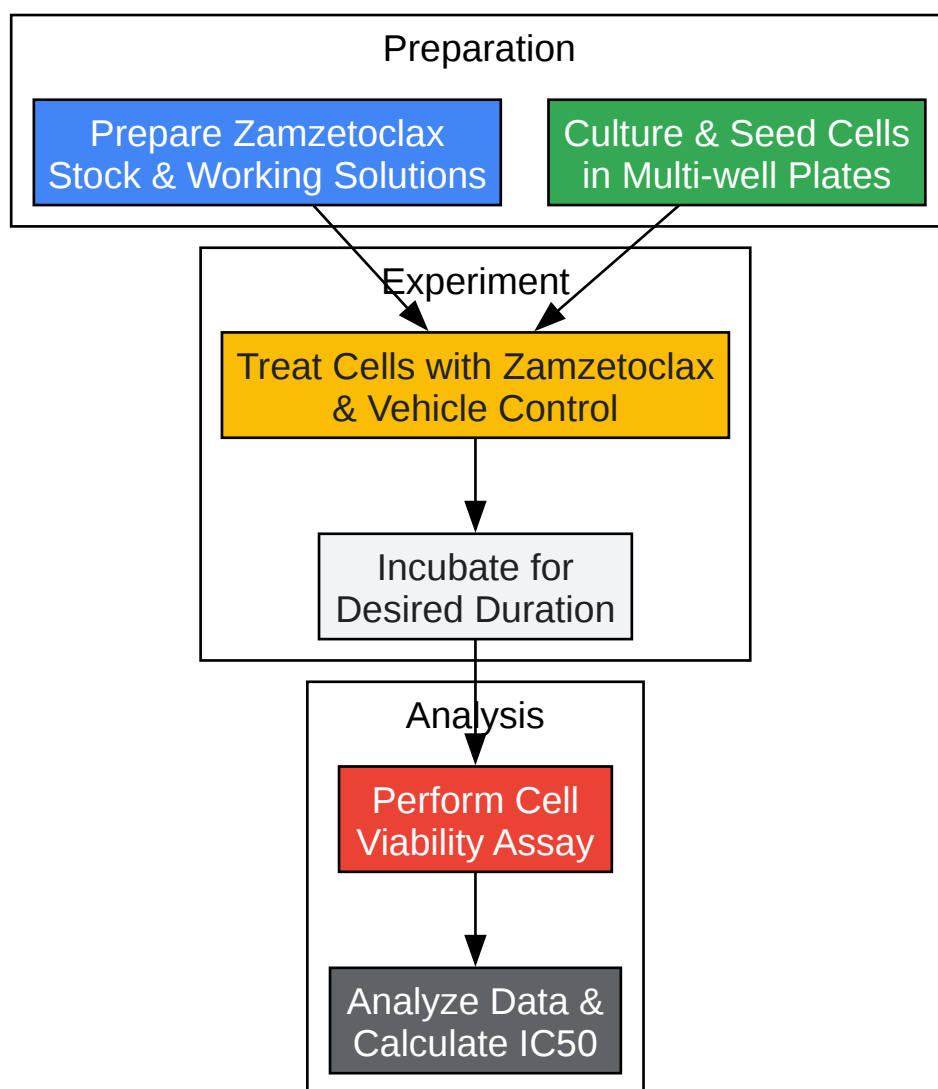 Preparation
Prepare Zamzetoclax
Stock & Working Solutions
Culture & Seed Cells
in Multi-well Plates
Experiment
Treat Cells with Zamzetoclax
& Vehicle Control
Incubate for
Desired Duration
Analysis
Perform Cell
Viability Assay
Analyze Data &
Calculate IC50